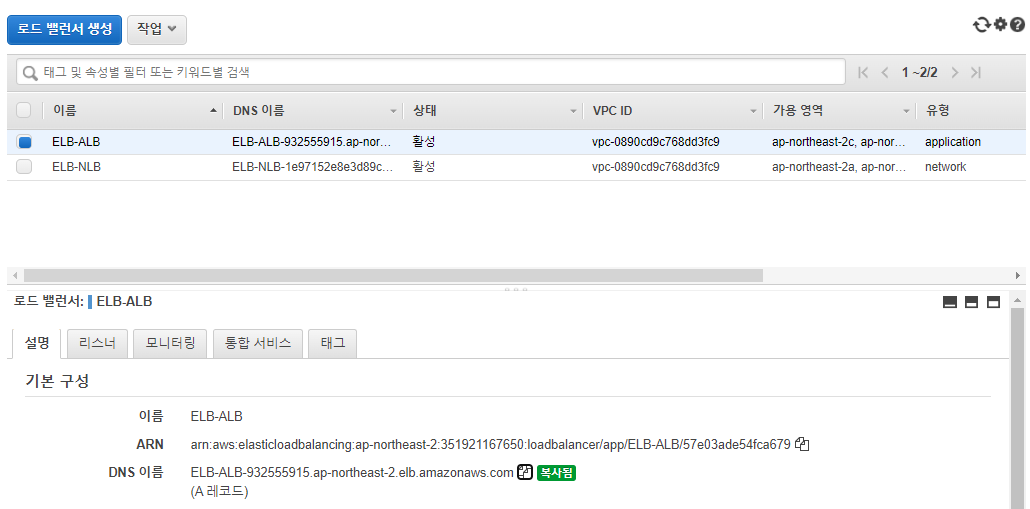 로드 밸런서 생성 작업
태그 및 속성별 필터 또는 키워드별 검색 1 ~2/2
이름 DNS 이름 상태 VPC ID 가용 영역 유형
ELB-ALB ELB-ALB-932555915.ap-nor... 활성 vpc-0890cd9c768dd3fc9 ap-northeast-2c, ap-nor... application
ELB-NLB ELB-NLB-1e97152e8e3d89c... 활성 vpc-0890cd9c768dd3fc9 ap-northeast-2a, ap-nor... network
로드 밸런서: ELB-ALB
설명 리스너 모니터링 통합 서비스 태그
기본 구성
이름 ELB-ALB
ARN arn:aws:elasticloadbalancing:ap-northeast-2:351921167650:loadbalancer/app/ELB-ALB/57e03ade54fca679
DNS 이름 ELB-ALB-932555915.ap-northeast-2.elb.amazonaws.com 복사됨
(A 레코드)